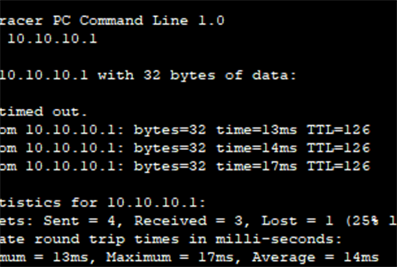 racer PC Command Line 1.0
10.10.10.1
10.10.10.1 with 32 bytes of data:
timed out.
om 10.10.10.1: bytes=32 time=13ms TTL=126
om 10.10.10.1: bytes=32 time=14ms TTL=126
om 10.10.10.1: bytes=32 time=17ms TTL=126
tistics for 10.10.10.1:
ets: Sent = 4, Received = 3, Lost = 1 (25% l
ate round trip times in milli-seconds:
mum = 13ms, Maximum = 17ms, Average = 14ms